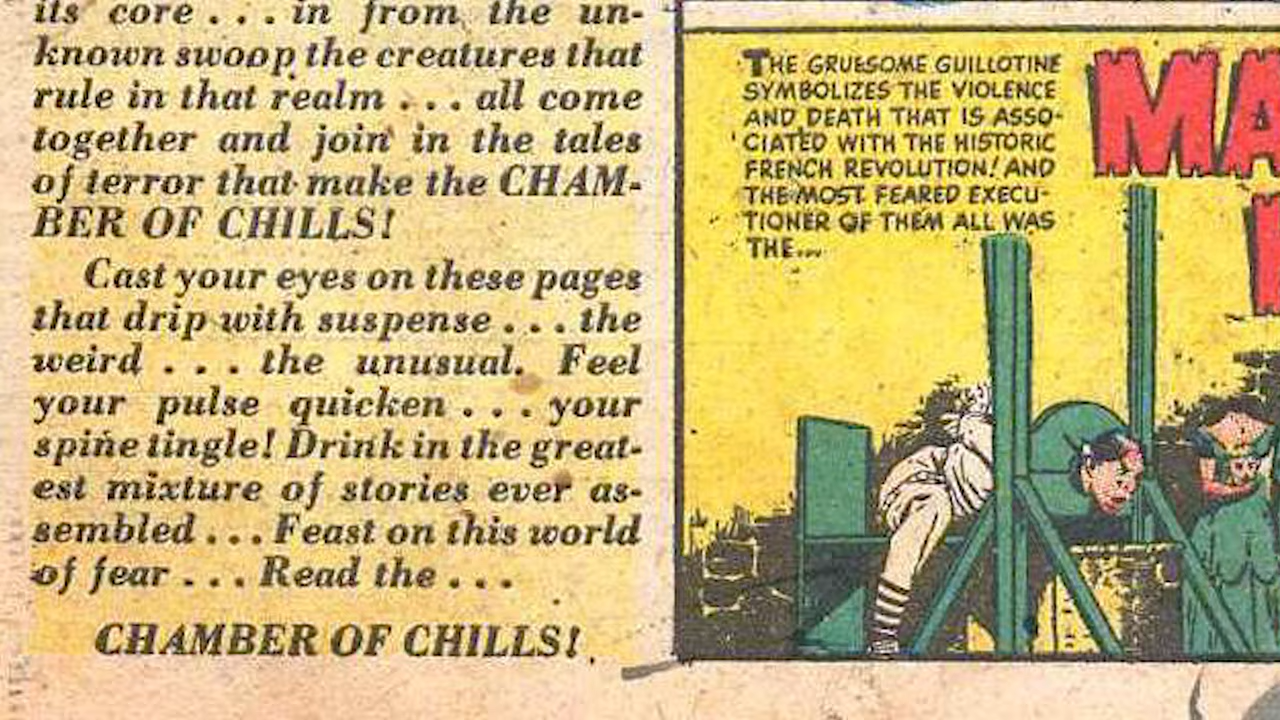 its core . . . in from the un-
known swoop the creatures that
rule in that realm . . . all come
together and join in the tales
of terror that make the CHAM-
BER OF CHILLS!
Cast your eyes on these pages
that drip with suspense . . . the
weird . . . the unusual. Feel
your pulse quicken . . . your
spine tingle! Drink in the great-
est mixture of stories ever as-
sembled . . . Feast on this world
of fear . . . Read the . . .
CHAMBER OF CHILLS!
THE GRUESOME GUILLOTINE
SYMBOLIZES THE VIOLENCE
AND DEATH THAT IS ASSO-
CIATED WITH THE HISTORIC
FRENCH REVOLUTION! AND
THE MOST FEARED EXECU-
TIONER OF THEM ALL WAS
THE...
MA